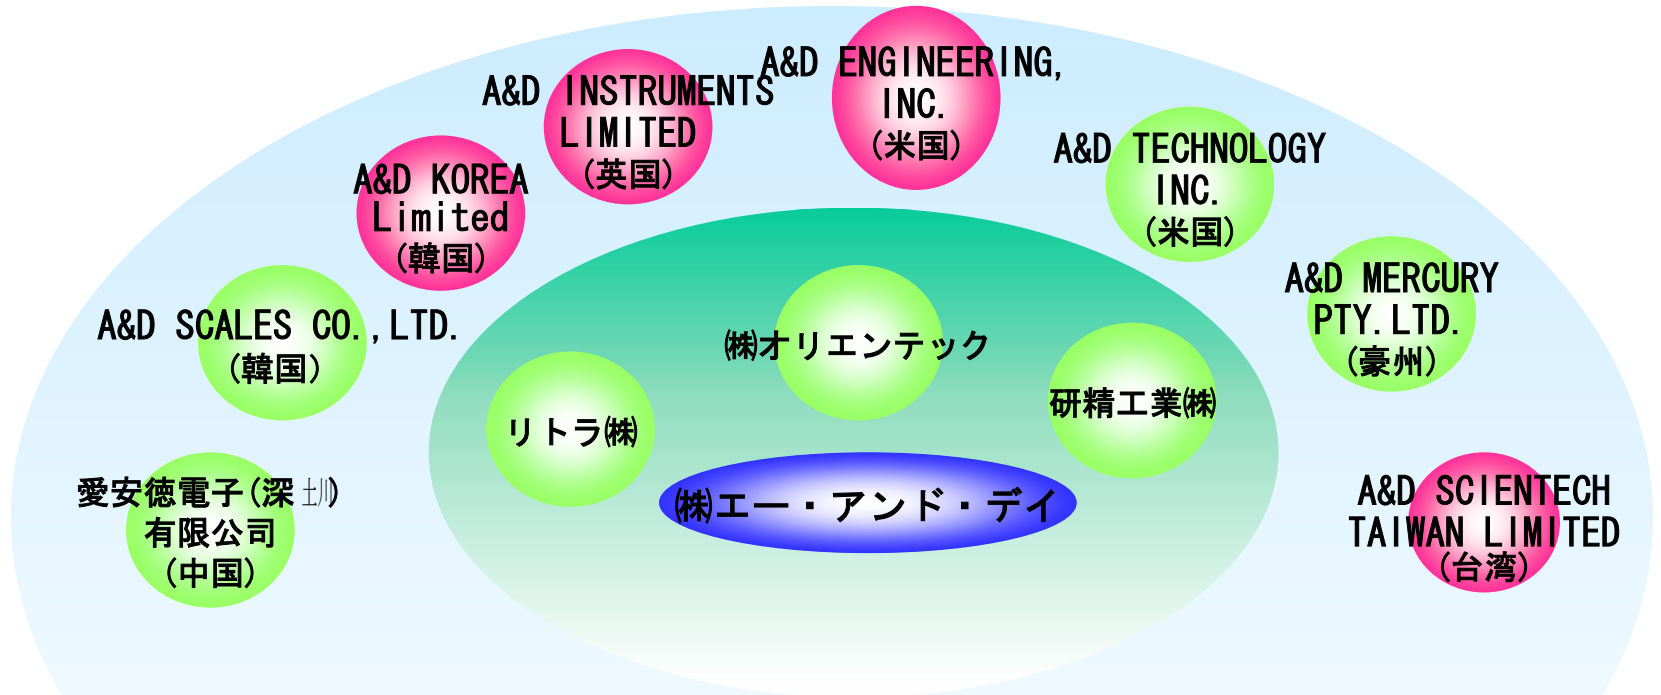 A&D ENGINEERING,
INC.
(米国)
A&D INSTRUMENTS
LIMITED
(英国)
A&D KOREA
Limited
(韓国)
A&D TECHNOLOGY
INC.
(米国)
A&D SCALES CO.,LTD.
(韓国)
A&D MERCURY
PTY.LTD.
(豪州)
㈱オリエンテック
リトラ㈱
研精工業㈱
㈱エー・アンド・デイ
愛安徳電子(深土川)
有限公司
(中国)
A&D SCIENTECH
TAIWAN LIMITED
(台湾)